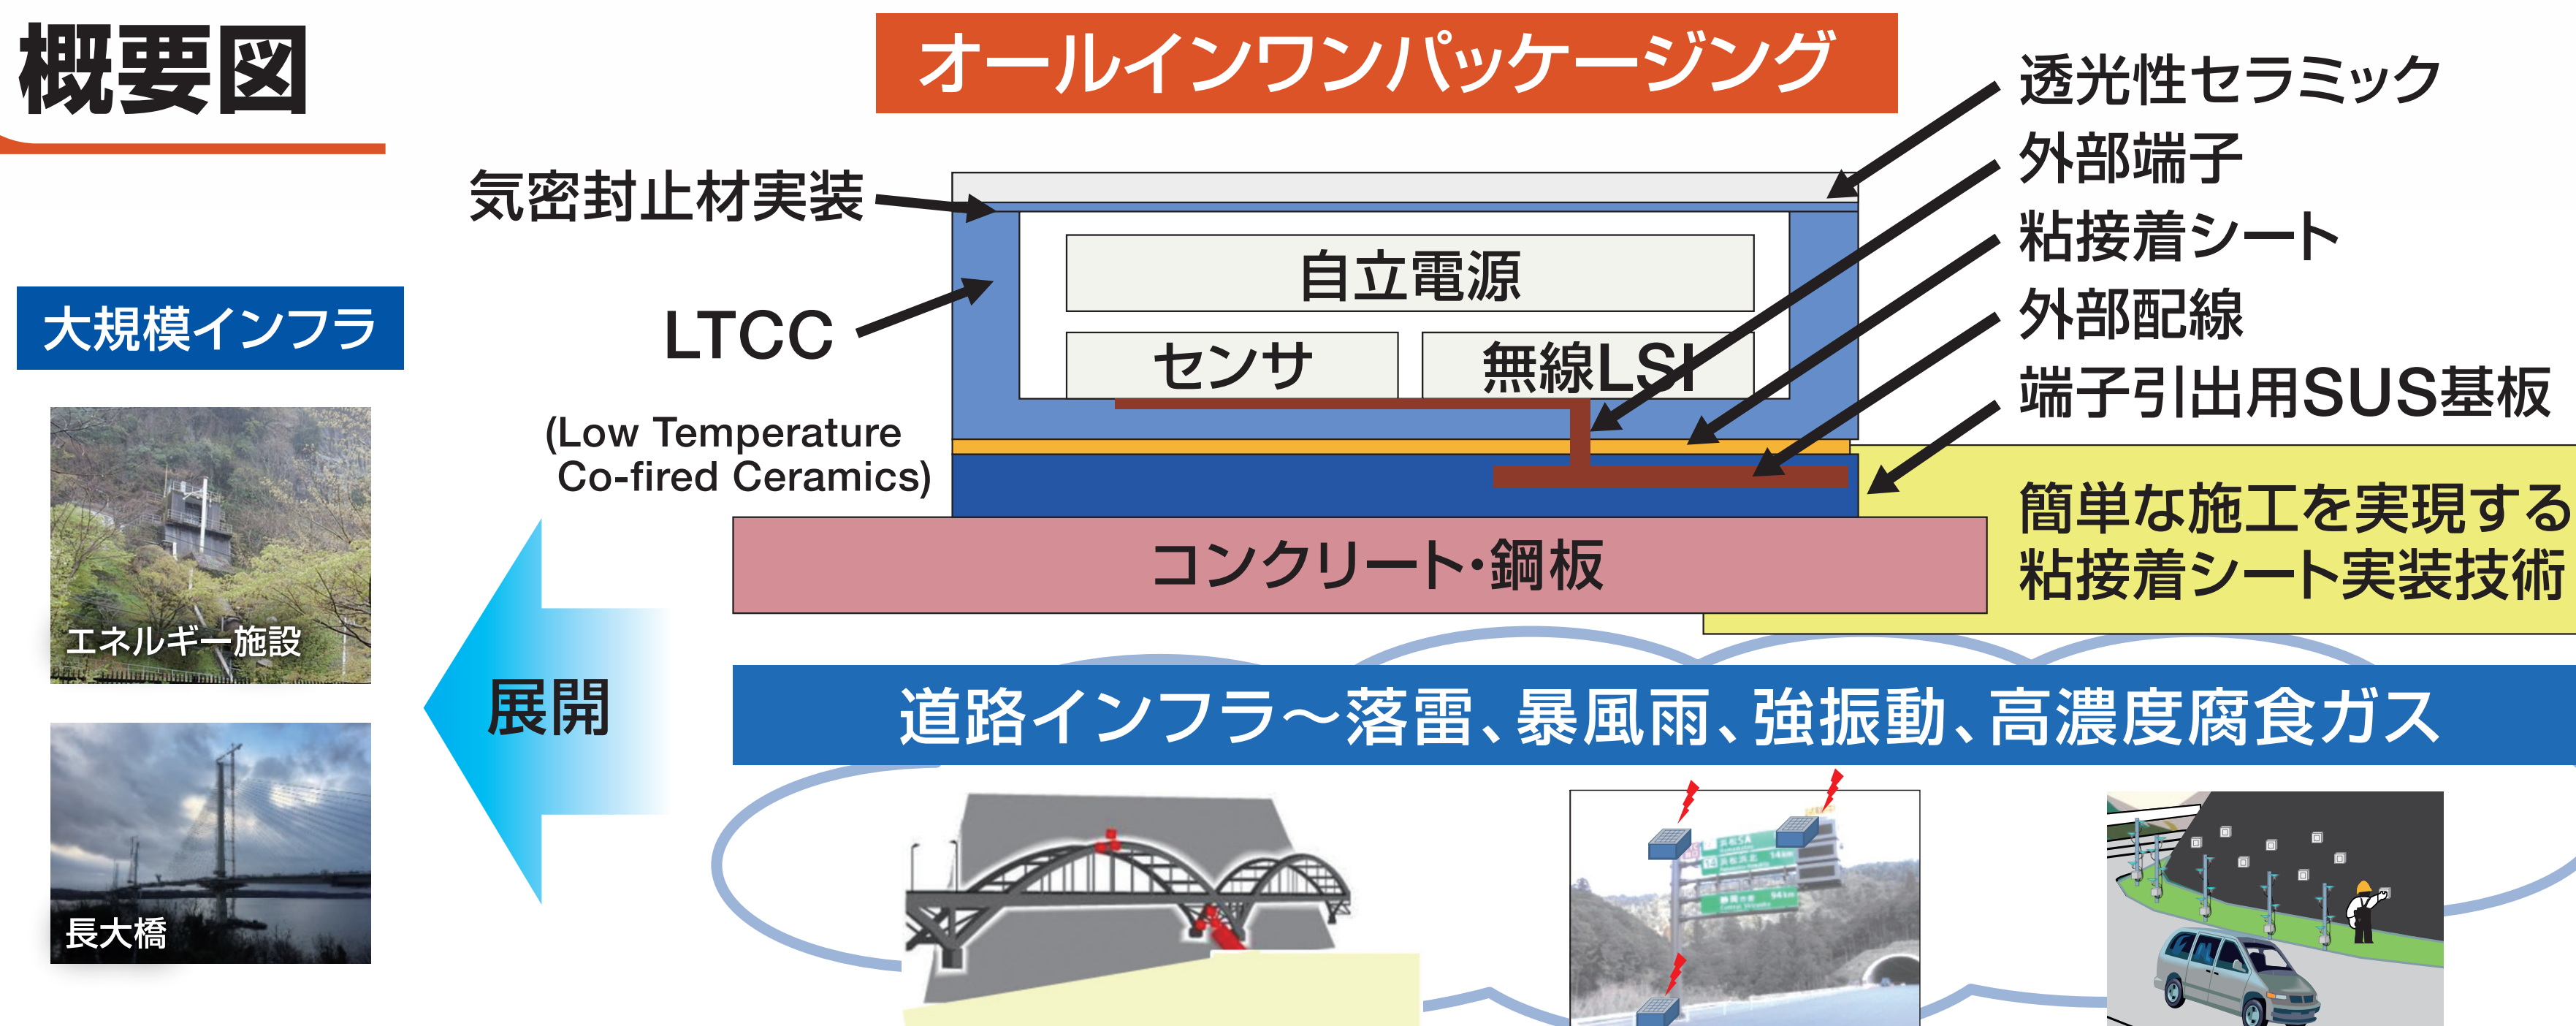 概要図
オールインワンパッケージング
透光性セラミック
外部端子
粘接着シート
外部配線
端子引出用SUS基板
気密封止材実装
LTCC
(Low Temperature
Co-fired Ceramics)
自立電源
センサ
無線LSI
コンクリート・鋼板
簡単な施工を実現する
粘接着シート実装技術
大規模インフラ
エネルギー施設
長大橋
展開
道路インフラ～落雷、暴風雨、強振動、高濃度腐食ガス